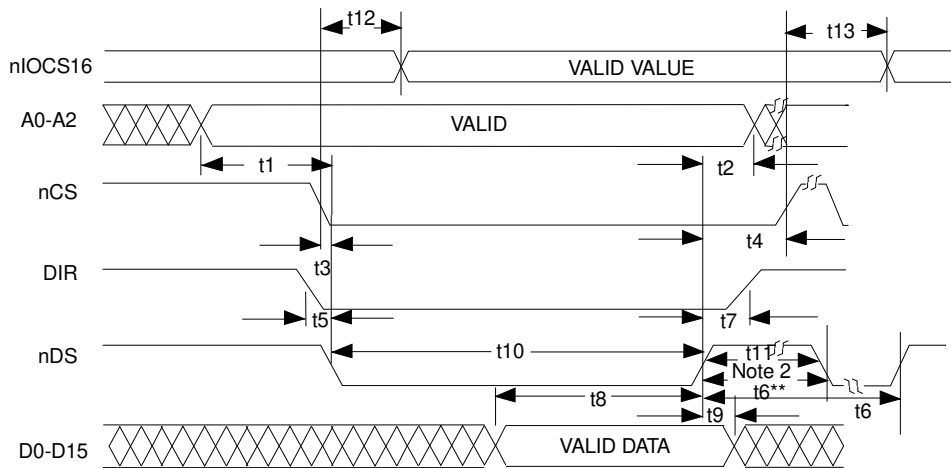 t12
t13
nIOCS16
VALID VALUE
A0-A2
VALID
t1
t2
nCS
t4
t3
DIR
t5
t7
nDS
t10
t11
Note 2
t6**
t8
t6
t9
D0-D15
VALID DATA